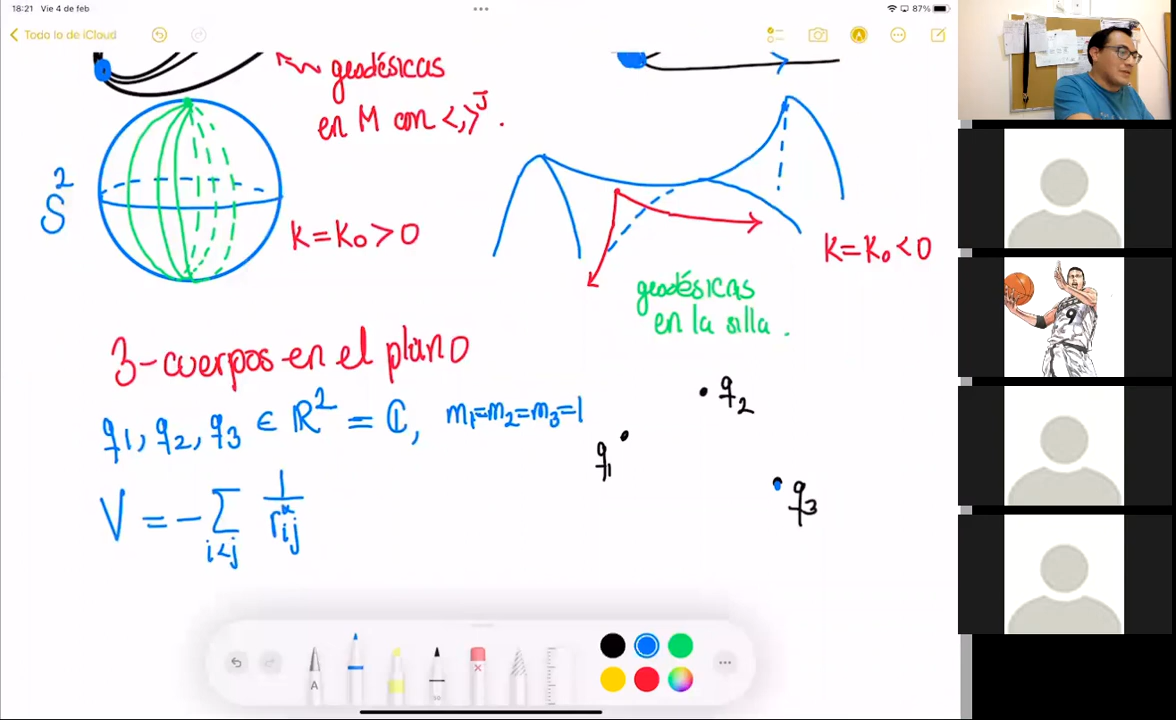 18:21 Vie 4 de feb
87%
Todo lo de iCloud
geodésicas
en M con <,>ᴶ.
S²
K=K₀>0
K=K₀<0
geodésicas
en la silla.
3-cuerpos en el plano
q₁, q₂, q₃ ∈ ℝ² = ℂ, m₁=m₂=m₃=1
q₂
q₁
q₃
V = -∑ i<j 1/rᵢⱼ^α
A
50
9